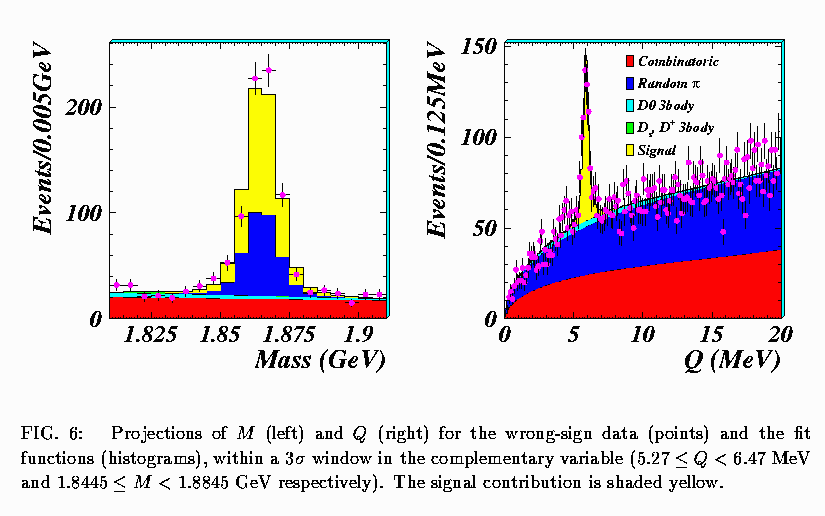 Events/0.005GeV
200
100
0
1.825 1.85 1.875 1.9
Mass (GeV)
Events/0.125MeV
150
100
50
0
0 5 10 15 20
Q (MeV)
Combinatoric
Random π
D0 3body
Ds, D+ 3body
Signal
FIG. 6: Projections of M (left) and Q (right) for the wrong-sign data (points) and the fit
functions (histograms), within a 3σ window in the complementary variable (5.27 ≤ Q < 6.47 MeV
and 1.8445 ≤ M < 1.8845 GeV respectively). The signal contribution is shaded yellow.